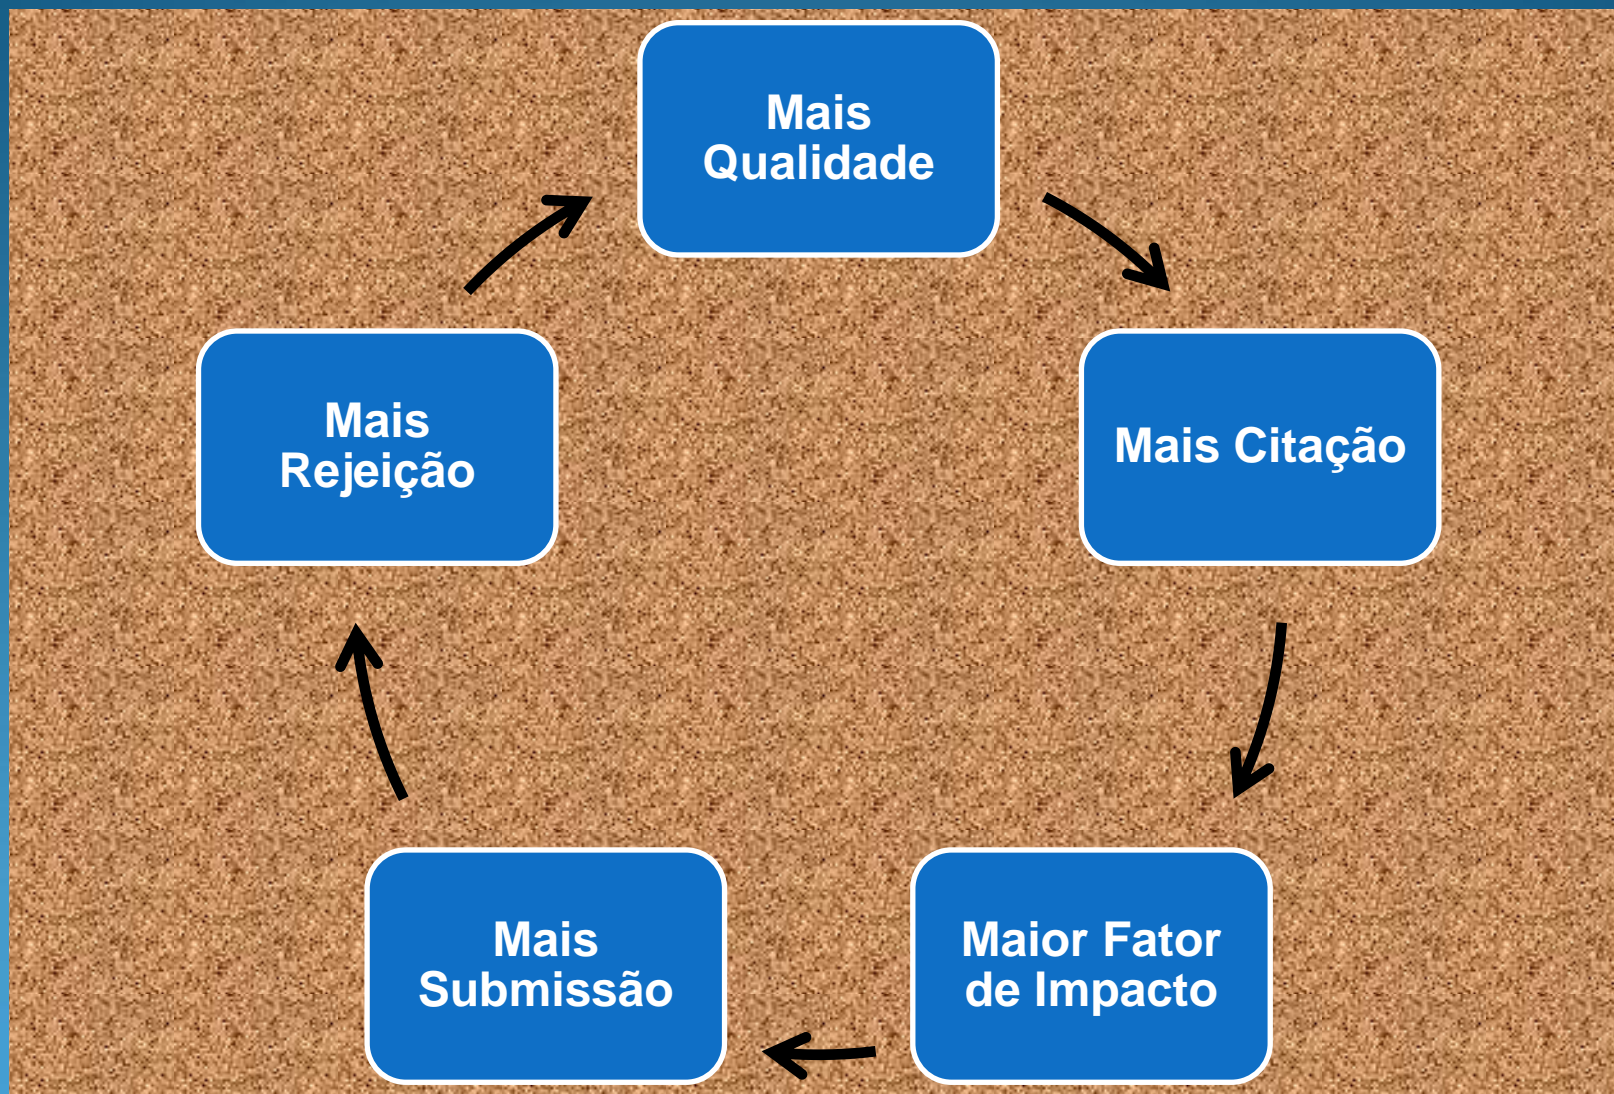 Mais
Qualidade
Mais Citação
Maior Fator
de Impacto
Mais
Submissão
Mais
Rejeição